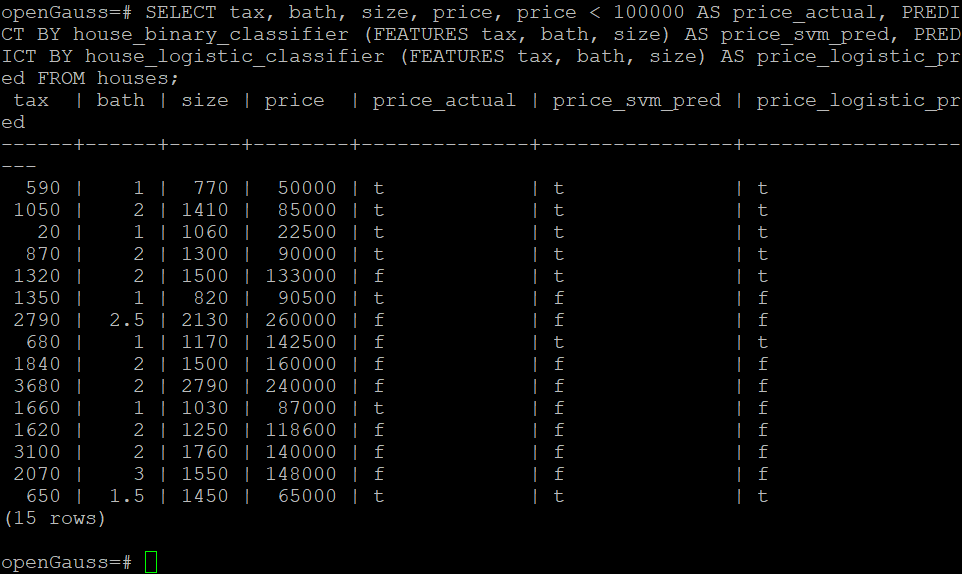 openGauss=# SELECT tax, bath, size, price, price < 100000 AS price_actual, PREDI
CT BY house_binary_classifier (FEATURES tax, bath, size) AS price_svm_pred, PRED
ICT BY house_logistic_classifier (FEATURES tax, bath, size) AS price_logistic_pr
ed FROM houses;
 tax  | bath | size | price  | price_actual | price_svm_pred | price_logistic_pr
ed
------+------+------+--------+--------------+----------------+------------------
---
  590 |    1 |  770 |  50000 | t            | t              | t
 1050 |    2 | 1410 |  85000 | t            | t              | t
   20 |    1 | 1060 |  22500 | t            | t              | t
  870 |    2 | 1300 |  90000 | t            | t              | t
 1320 |    2 | 1500 | 133000 | f            | t              | t
 1350 |    1 |  820 |  90500 | t            | f              | f
 2790 |  2.5 | 2130 | 260000 | f            | f              | f
  680 |    1 | 1170 | 142500 | f            | t              | t
 1840 |    2 | 1500 | 160000 | f            | f              | f
 3680 |    2 | 2790 | 240000 | f            | f              | f
 1660 |    1 | 1030 |  87000 | t            | f              | f
 1620 |    2 | 1250 | 118600 | f            | f              | f
 3100 |    2 | 1760 | 140000 | f            | f              | f
 2070 |    3 | 1550 | 148000 | f            | f              | f
  650 |  1.5 | 1450 |  65000 | t            | t              | t
(15 rows)
openGauss=#